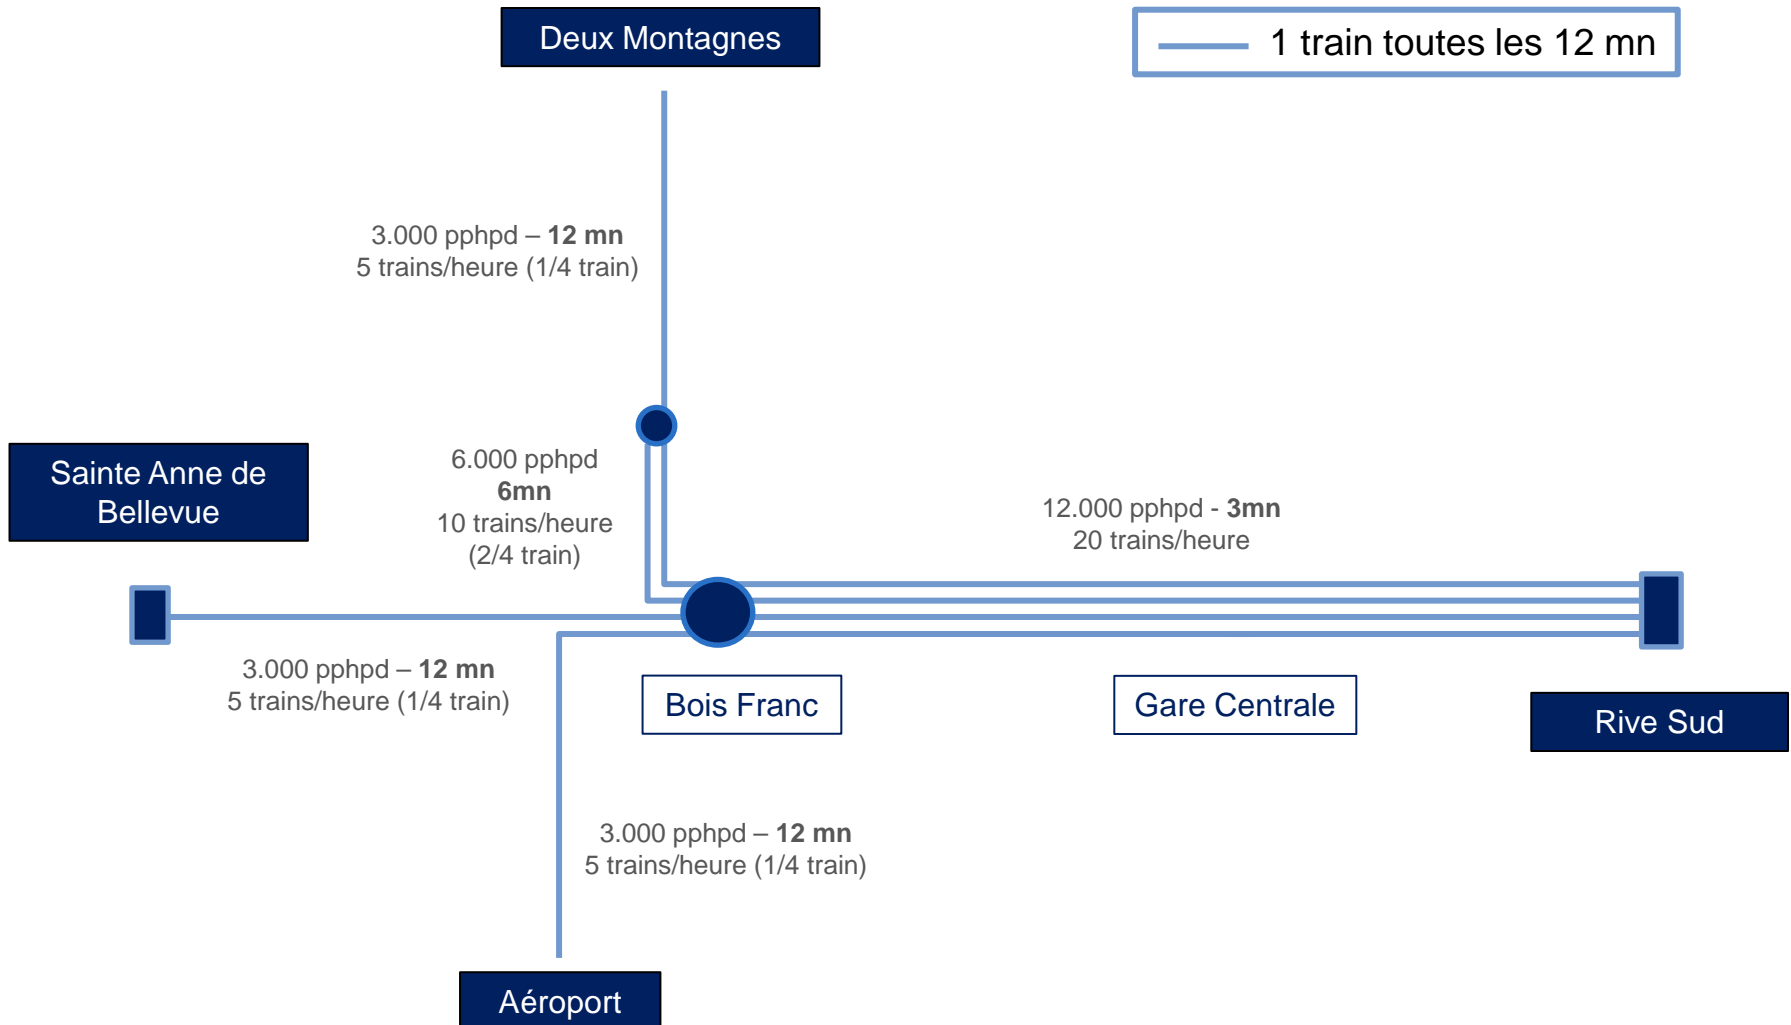 Deux Montagnes
1 train toutes les 12 mn
3.000 pphpd – 12 mn
5 trains/heure (1/4 train)
Sainte Anne de
Bellevue
6.000 pphpd
6mn
10 trains/heure
(2/4 train)
12.000 pphpd - 3mn
20 trains/heure
3.000 pphpd – 12 mn
5 trains/heure (1/4 train)
Bois Franc
Gare Centrale
Rive Sud
3.000 pphpd – 12 mn
5 trains/heure (1/4 train)
Aéroport